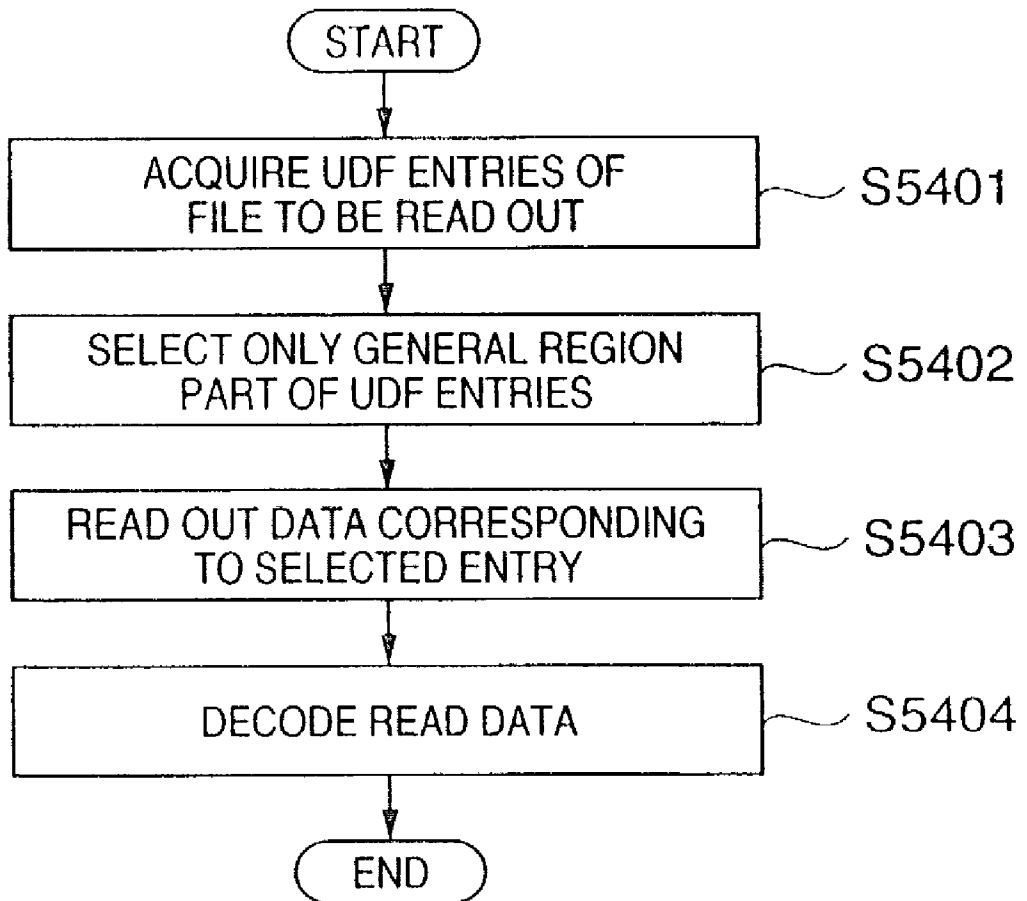 START
ACQUIRE UDF ENTRIES OF
FILE TO BE READ OUT
S5401
SELECT ONLY GENERAL REGION
PART OF UDF ENTRIES
S5402
READ OUT DATA CORRESPONDING
TO SELECTED ENTRY
S5403
DECODE READ DATA
S5404
END